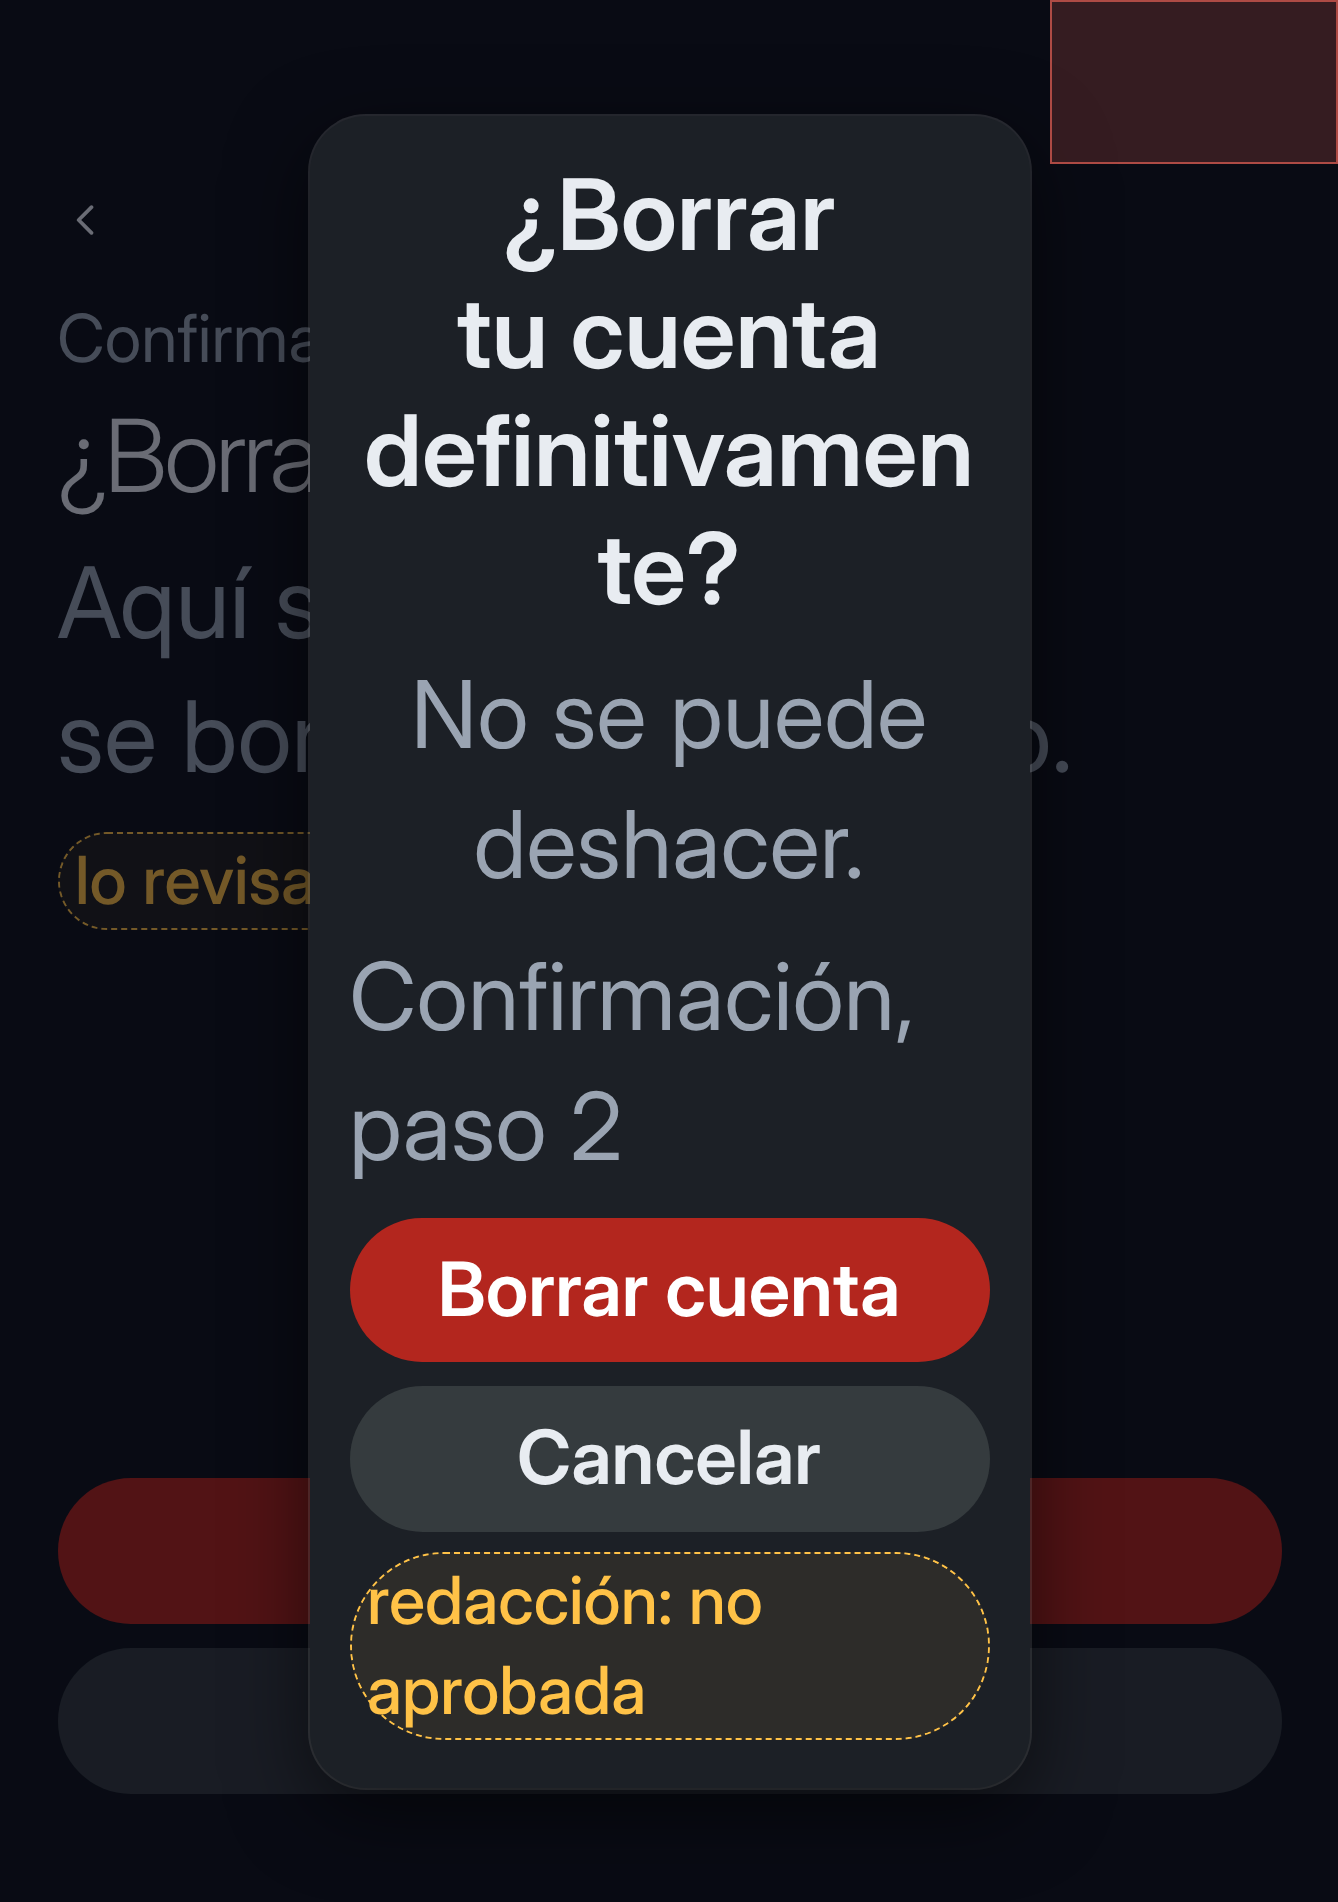 Confirma
¿Borra
Aquí s
se bor
o.
lo revisa
¿Borrar
tu cuenta
definitivamen
te?
No se puede
deshacer.
Confirmación,
paso 2
Borrar cuenta
Cancelar
redacción: no
aprobada